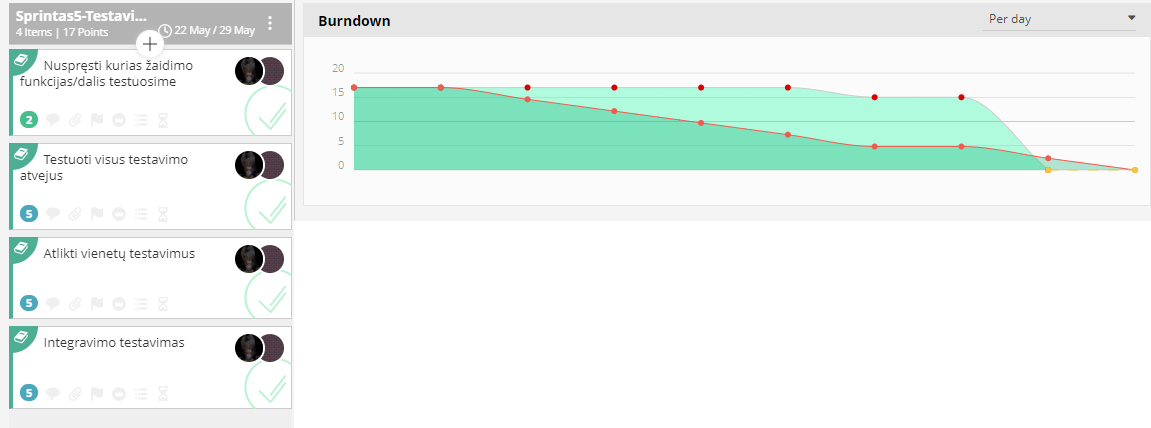 Sprintas5-Testavi...
4 Items | 17 Points
22 May / 29 May
Nuspręsti kurias žaidimo
funkcijas/dalis testuosime
2
Testuoti visus testavimo
atvejus
5
Atlikti vienetų testavimus
5
Integravimo testavimas
5
Burndown
Per day
20
15
10
5
0